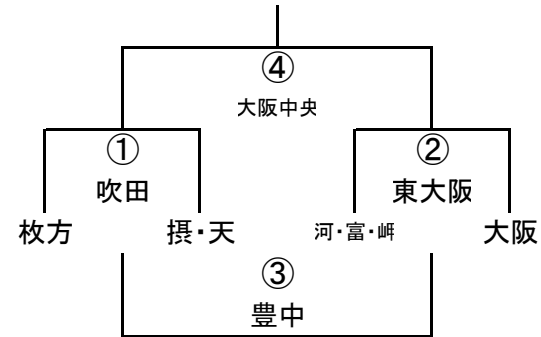 ④
大阪中央
①
②
吹田
東大阪
枚方
摂・天
河・富・岬
大阪
③
豊中